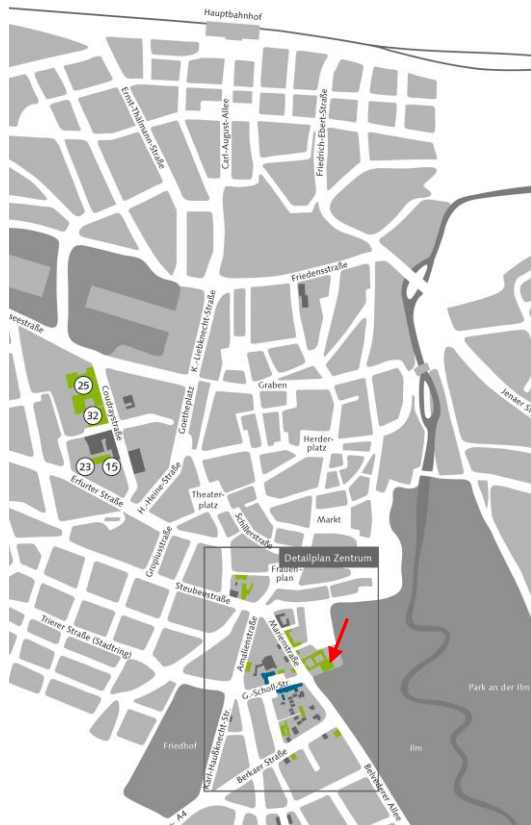 Hauptbahnhof
Ernst-Thälmann-Straße
Carl-August-Allee
Friedrich-Ebert-Straße
Friedensstraße
K.-Liebknecht-Straße
seestraße
25
Coudraystraße
32
Graben
Goetheplatz
Jenaer St
Herder-
platz
23
15
Erfurter Straße
H.-Heine-Straße
Theater-
platz
Schillerstraße
Markt
Gropiusstraße
Detailplan Zentrum
Frauen-
plan
Steubenstraße
Trierer Straße (Stadtring)
Amalienstraße
Marienstraße
Park an der Ilm
G.-Scholl-Str.
Karl-Haußknecht-Str.
Friedhof
Ilm
Berkaer Straße
Belvederer Allee
A4